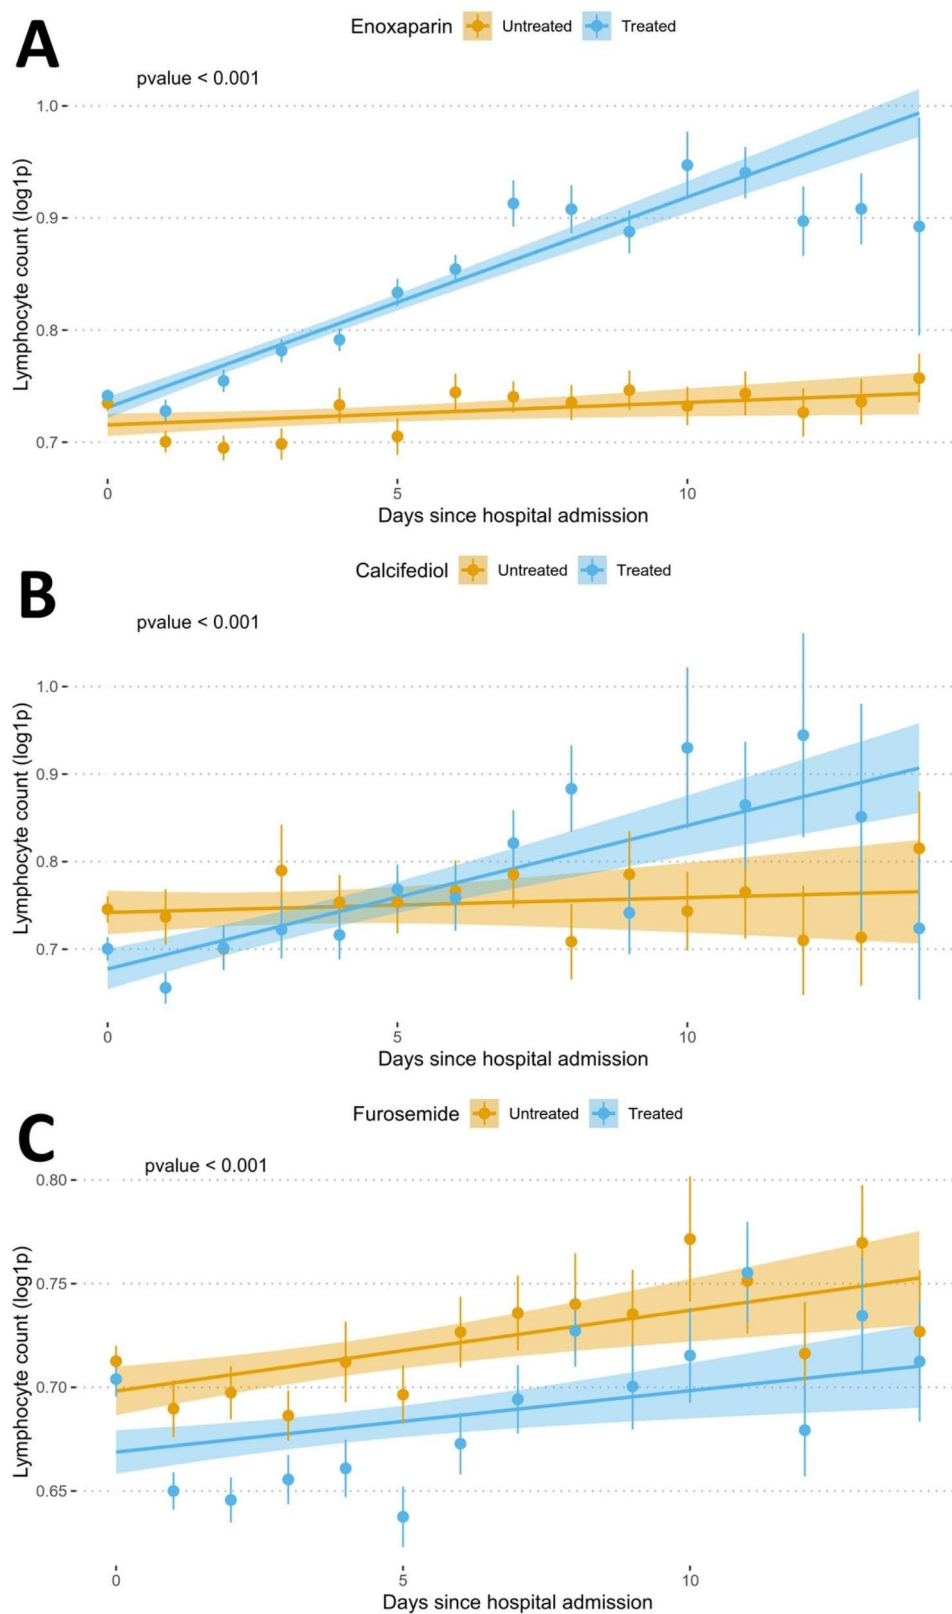 A
Enoxaparin Untreated Treated
pvalue < 0.001
Lymphocyte count (log1p)
1.0
0.9
0.8
0.7
0 5 10
Days since hospital admission
B
Calcifediol Untreated Treated
pvalue < 0.001
Lymphocyte count (log1p)
1.0
0.9
0.8
0.7
0 5 10
Days since hospital admission
C
Furosemide Untreated Treated
pvalue < 0.001
Lymphocyte count (log1p)
0.80
0.75
0.70
0.65
0 5 10
Days since hospital admission